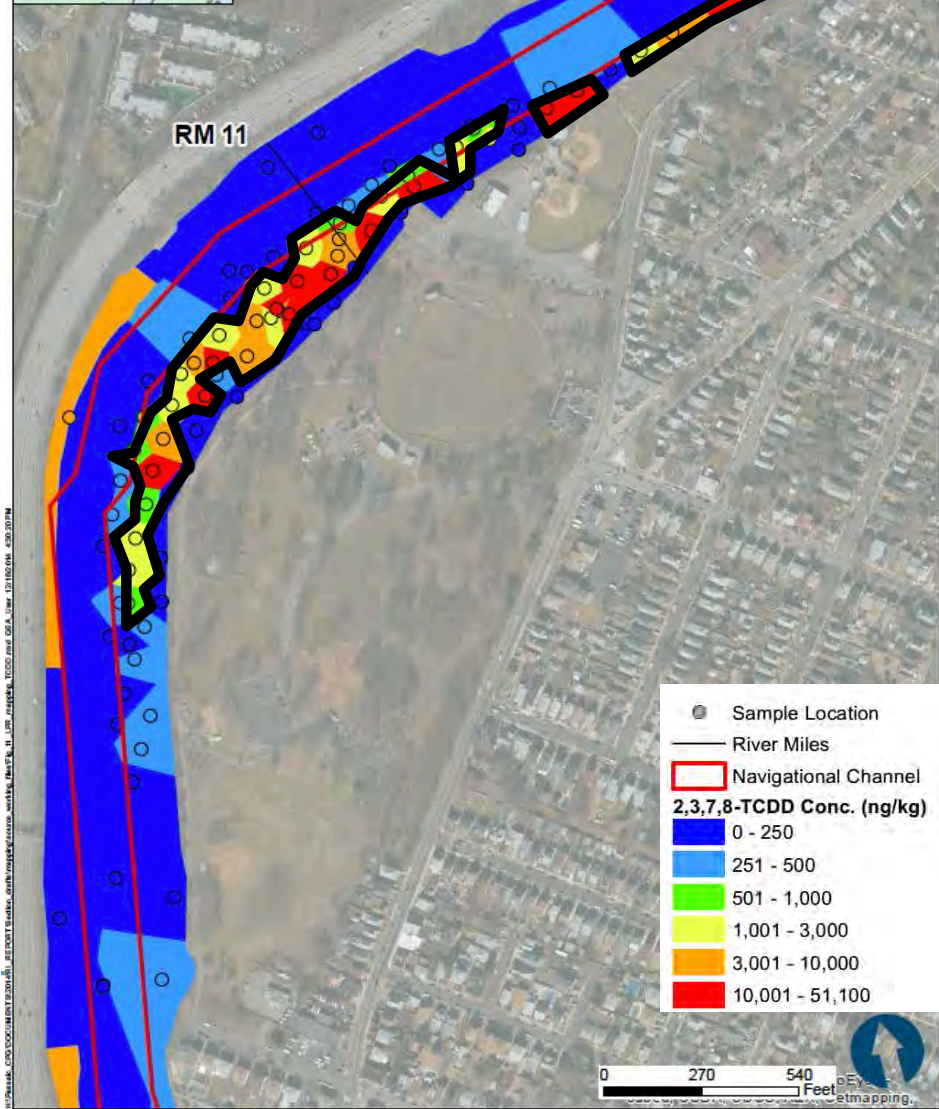 RM 11
Sample Location
River Miles
Navigational Channel
2,3,7,8-TCDD Conc. (ng/kg)
0 - 250
251 - 500
501 - 1,000
1,001 - 3,000
3,001 - 10,000
10,001 - 51,100
0 270 540
Feet
etmapping,